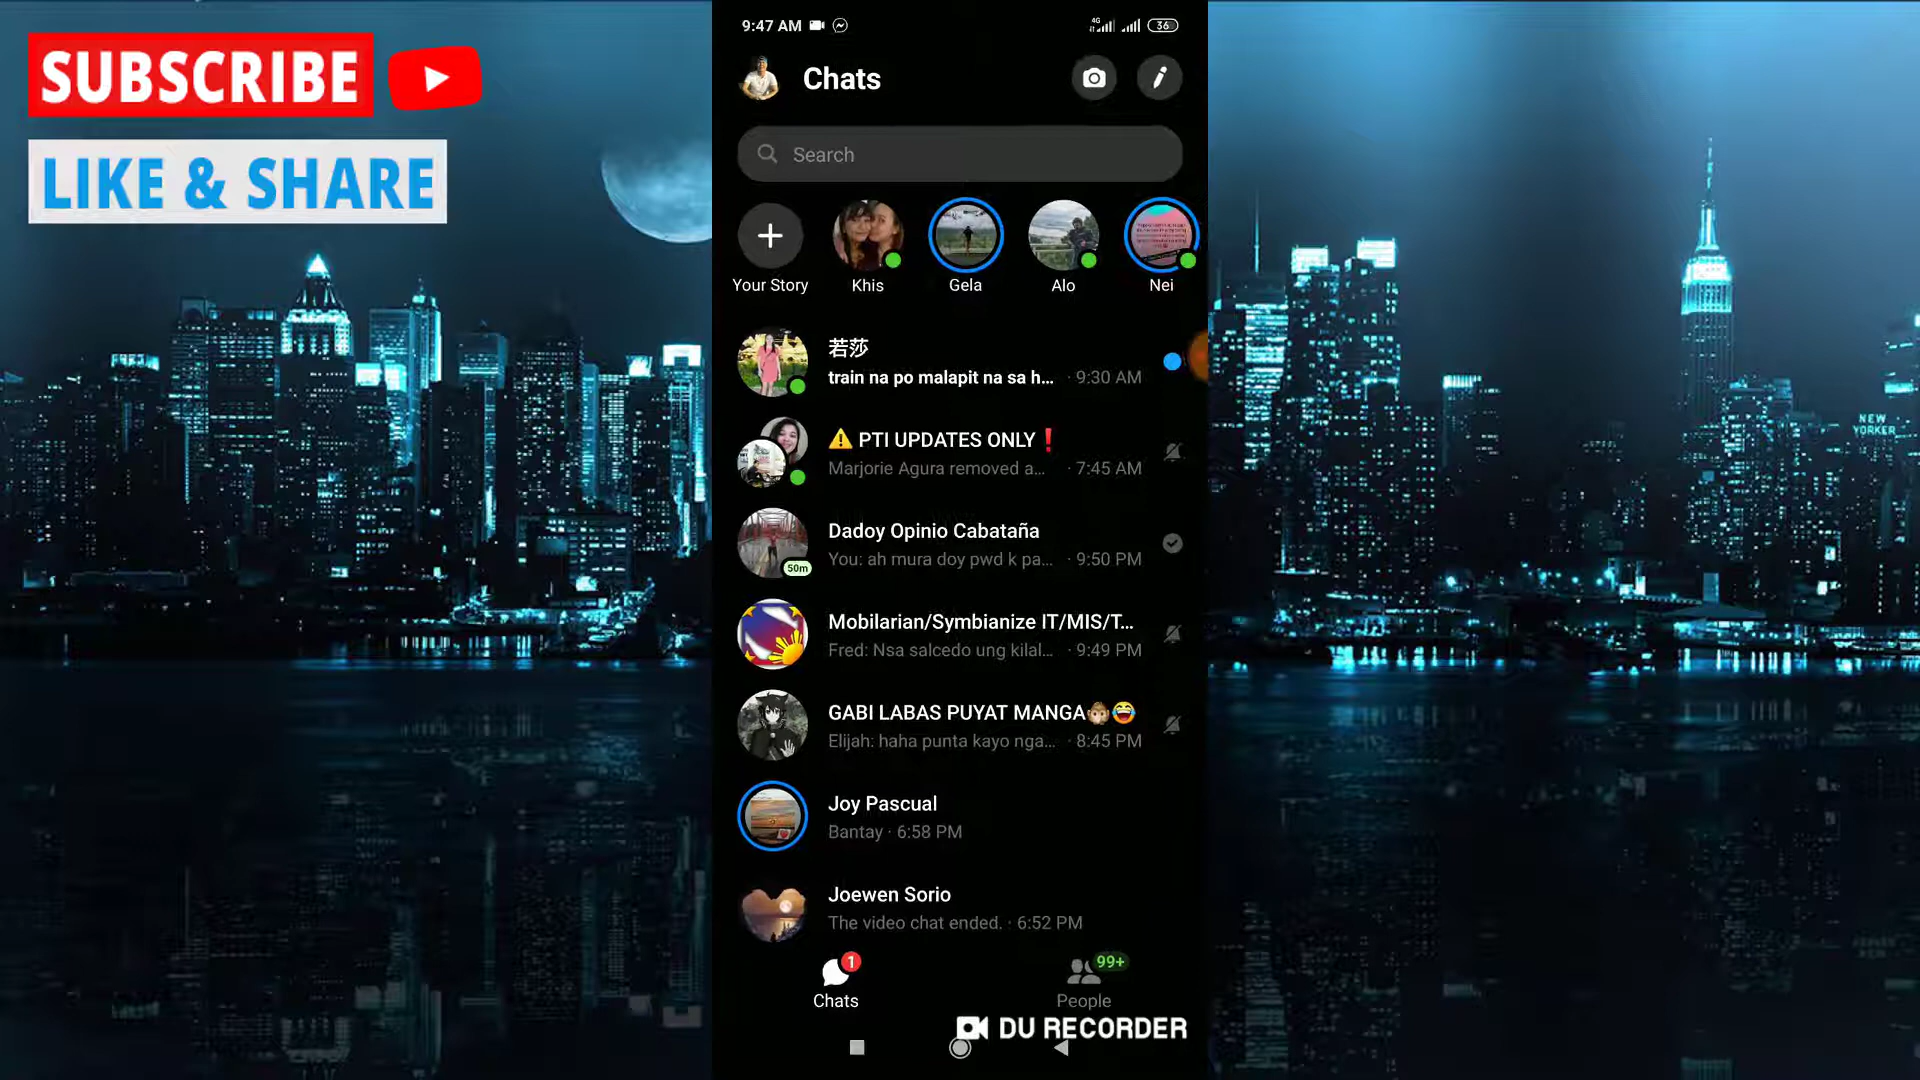 SUBSCRIBE
LIKE & SHARE
9:47 AM
4G
36
Chats
Search
Your Story
Khis
Gela
Alo
Nei
若莎
train na po malapit na sa h... · 9:30 AM
⚠️ PTI UPDATES ONLY❗
Marjorie Agura removed a... · 7:45 AM
Dadoy Opinio Cabataña
You: ah mura doy pwd k pa... · 9:50 PM
50m
Mobilarian/Symbianize IT/MIS/T...
Fred: Nsa salcedo ung kilal... · 9:49 PM
GABI LABAS PUYAT MANGA🙊😂
Elijah: haha punta kayo nga... · 8:45 PM
Joy Pascual
Bantay · 6:58 PM
Joewen Sorio
The video chat ended. · 6:52 PM
1
Chats
99+
People
DU RECORDER
NEW
YORKER